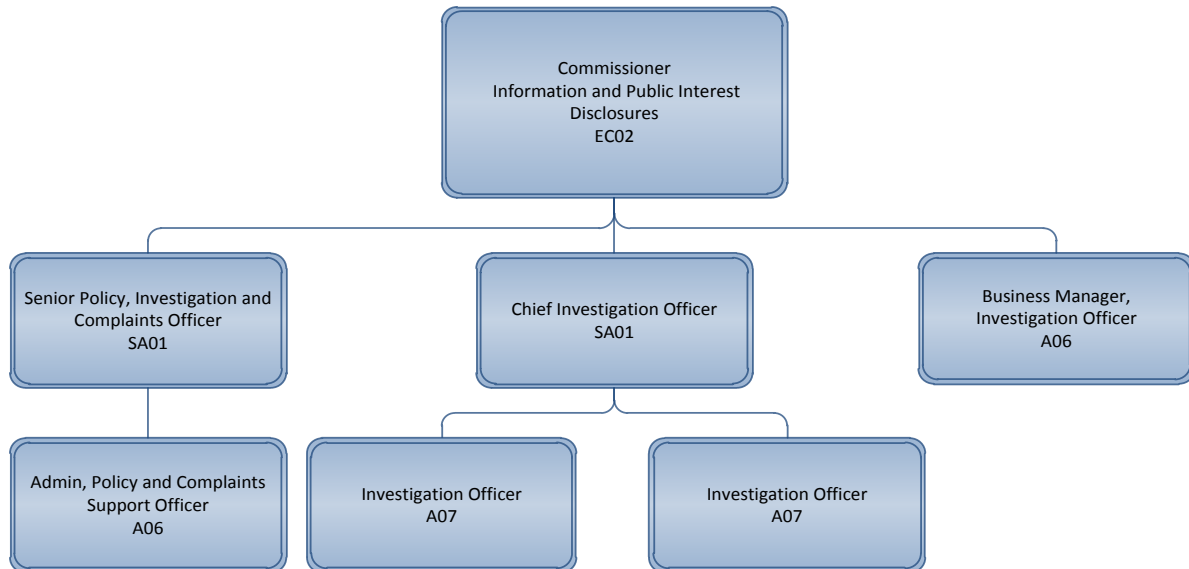 Commissioner
Information and Public Interest
Disclosures
EC02
Senior Policy, Investigation and
Complaints Officer
SA01
Chief Investigation Officer
SA01
Business Manager,
Investigation Officer
A06
Admin, Policy and Complaints
Support Officer
A06
Investigation Officer
A07
Investigation Officer
A07